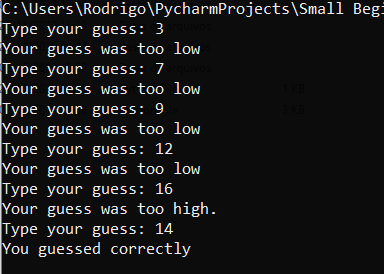 C:\Users\Rodrigo\PycharmProjects\Small Begi
Type your guess: 3
Your guess was too low
Type your guess: 7
Your guess was too low
Type your guess: 9
Your guess was too low
Type your guess: 12
Your guess was too low
Type your guess: 16
Your guess was too high.
Type your guess: 14
You guessed correctly